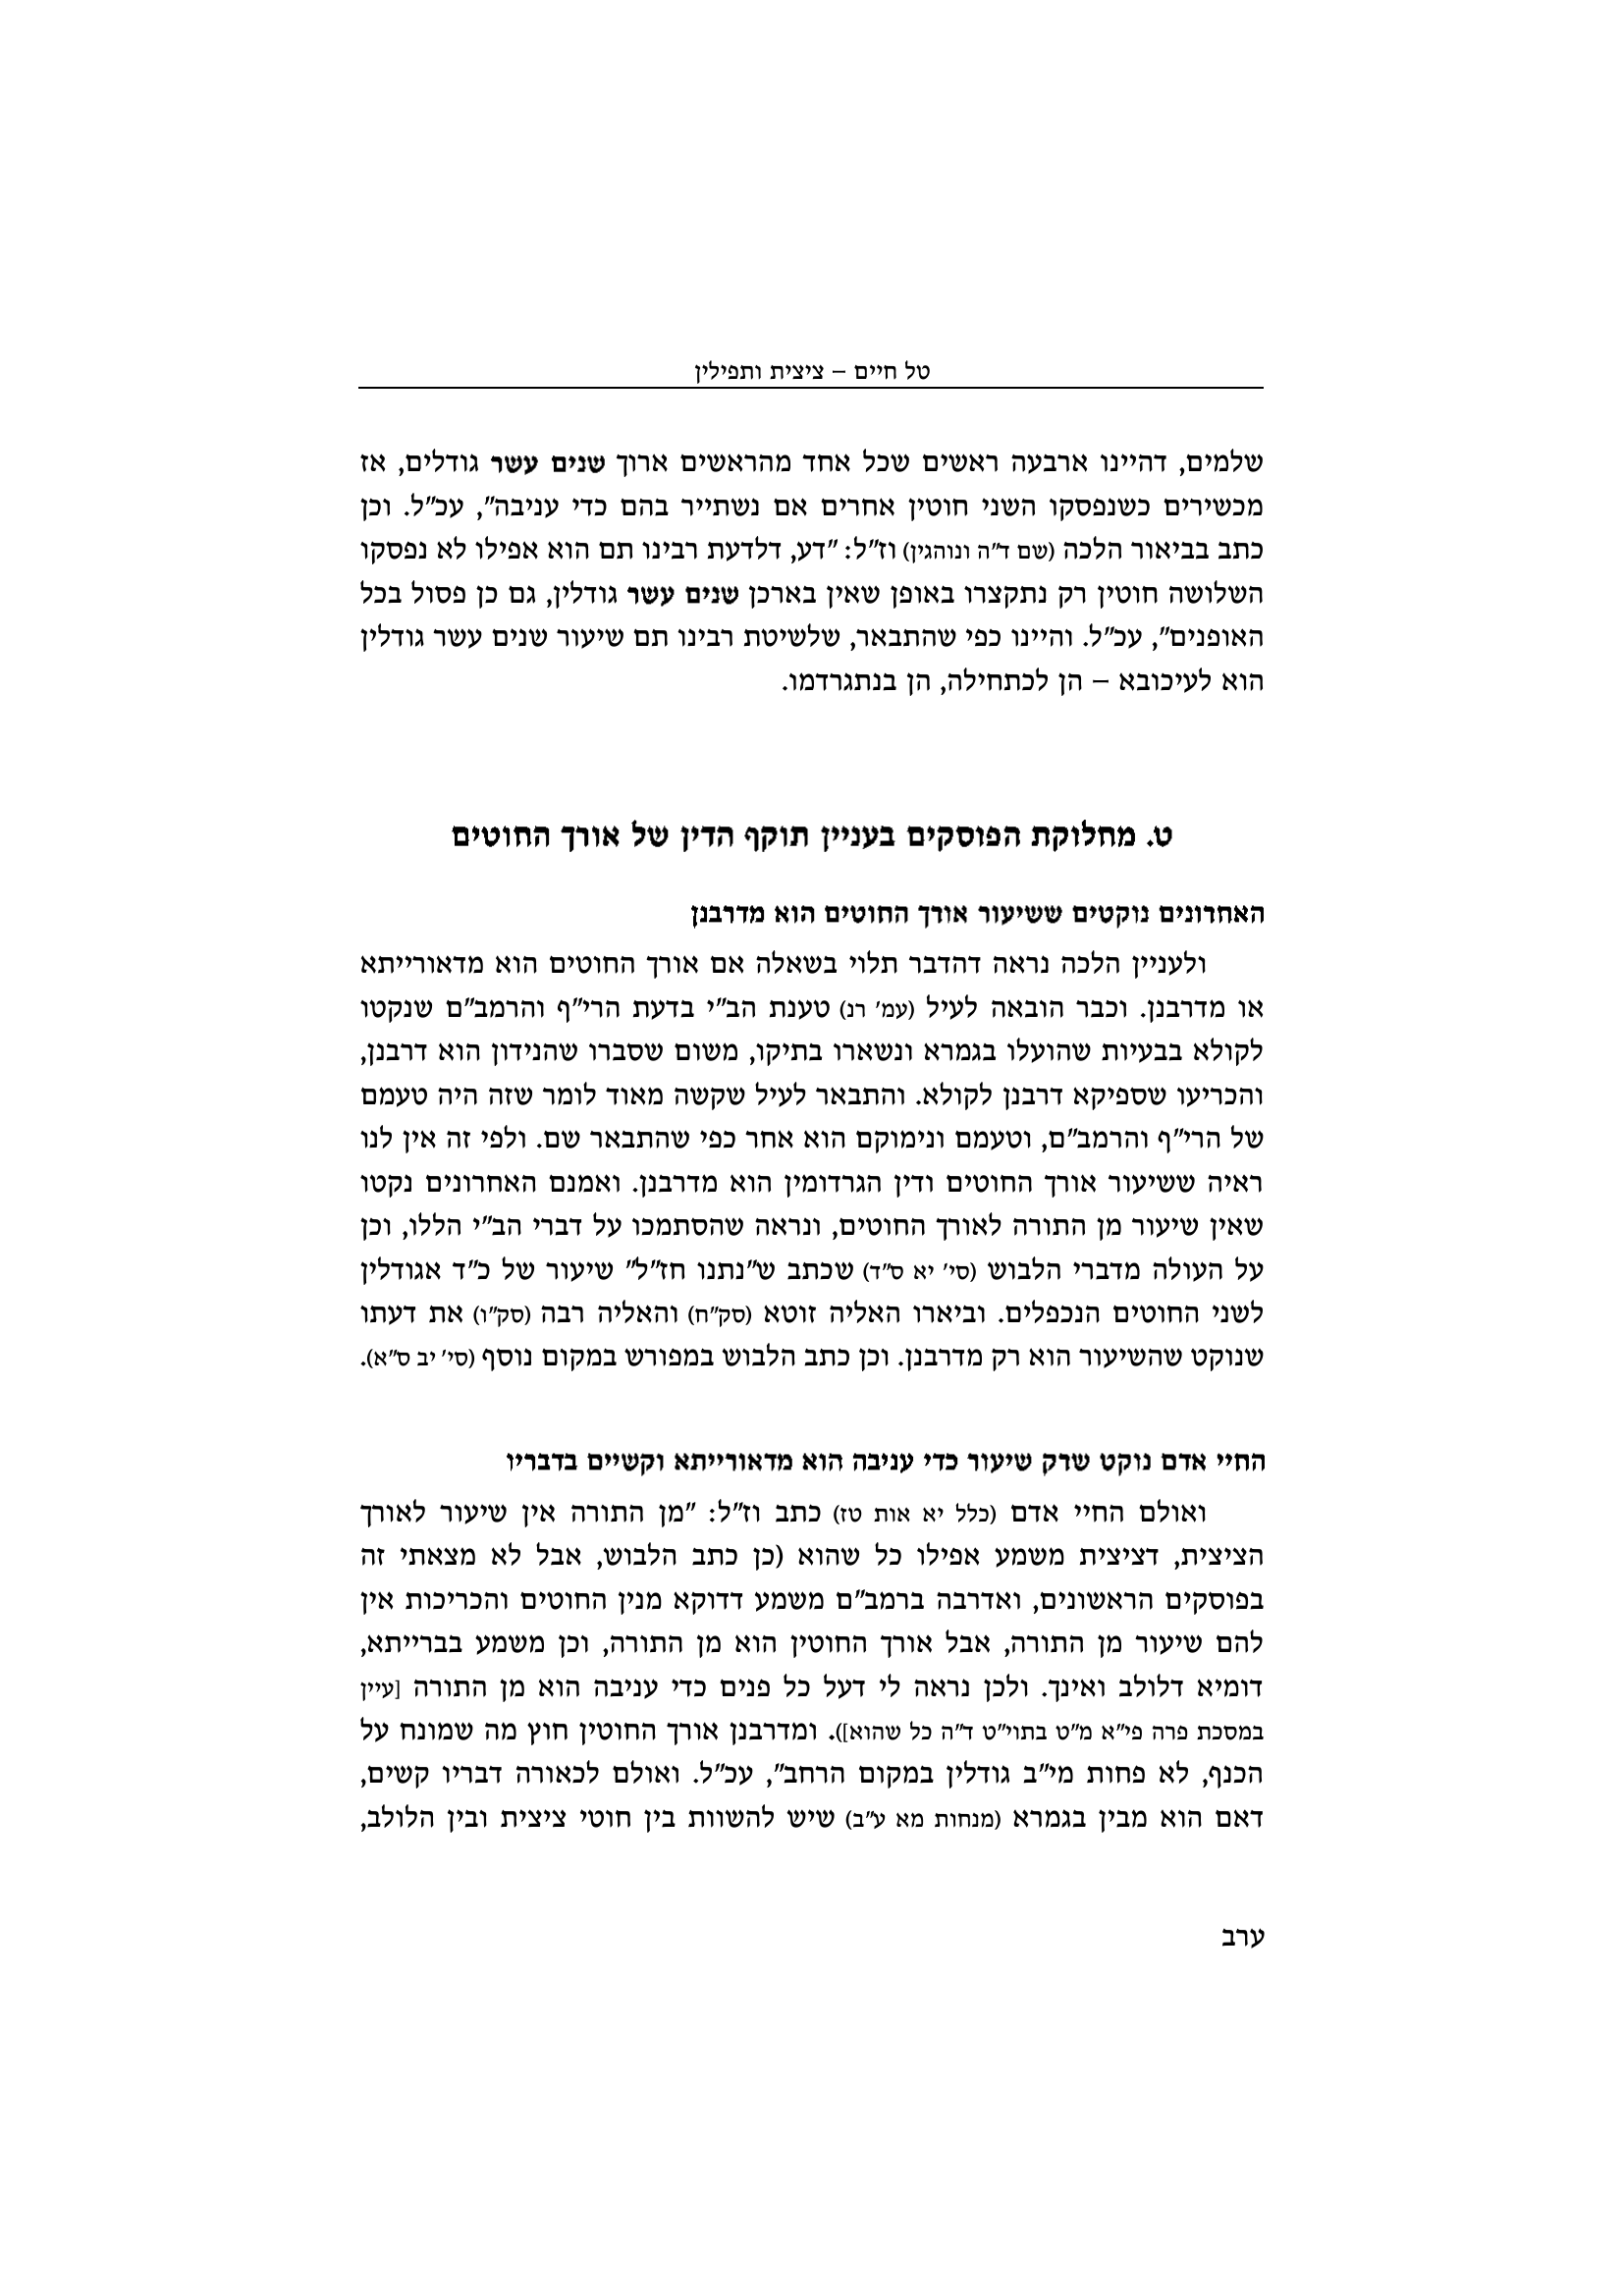 טל חיים – ציצית ותפילין
שלמים, דהיינו ארבעה ראשים שכל אחד מהראשים ארוך שנים עשר גודלים, אז
מכשירים כשנפסקו השני חוטין אחרים אם נשתייר בהם כדי עניבה", עכ"ל. וכן
כתב בביאור הלכה (שם ד"ה ונוהגין) וז"ל: "דע, דלדעת רבינו תם הוא אפילו לא נפסקו
השלושה חוטין רק נתקצרו באופן שאין בארכן שנים עשר גודלין, גם כן פסול בכל
האופנים", עכ"ל. והיינו כפי שהתבאר, שלשיטת רבינו תם שיעור שנים עשר גודלין
הוא לעיכובא – הן לכתחילה, הן בנתגרדמו.
ט. מחלוקת הפוסקים בעניין תוקף הדין של אורך החוטים
האחרונים נוקטים ששיעור אורך החוטים הוא מדרבנן
ולעניין הלכה נראה דהדבר תלוי בשאלה אם אורך החוטים הוא מדאורייתא
או מדרבנן. וכבר הובאה לעיל (עמ' רנ) טענת הב"י בדעת הרי"ף והרמב"ם שנקטו
לקולא בבעיות שהועלו בגמרא ונשארו בתיקו, משום שסברו שהנידון הוא דרבנן,
והכריעו שספיקא דרבנן לקולא. והתבאר לעיל שקשה מאוד לומר שזה היה טעמם
של הרי"ף והרמב"ם, וטעמם ונימוקם הוא אחר כפי שהתבאר שם. ולפי זה אין לנו
ראיה ששיעור אורך החוטים ודין הגרדומין הוא מדרבנן. ואמנם האחרונים נקטו
שאין שיעור מן התורה לאורך החוטים, ונראה שהסתמכו על דברי הב"י הללו, וכן
על העולה מדברי הלבוש (סי' יא ס"ד) שכתב ש"נתנו חז"ל" שיעור של כ"ד אגודלין
לשני החוטים הנכפלים. וביארו האליה זוטא (סק"ח) והאליה רבה (סק"ו) את דעתו
שנוקט שהשיעור הוא רק מדרבנן. וכן כתב הלבוש במפורש במקום נוסף (סי' יב ס"א).
החיי אדם נוקט שרק שיעור כדי עניבה הוא מדאורייתא וקשיים בדבריו
ואולם החיי אדם (כלל יא אות טז) כתב וז"ל: "מן התורה אין שיעור לאורך
הציצית, דציצית משמע אפילו כל שהוא (כן כתב הלבוש, אבל לא מצאתי זה
בפוסקים הראשונים, ואדרבה ברמב"ם משמע דדוקא מנין החוטים והכריכות אין
להם שיעור מן התורה, אבל אורך החוטין הוא מן התורה, וכן משמע בברייתא,
דומיא דלולב ואינך. ולכן נראה לי דעל כל פנים כדי עניבה הוא מן התורה [עיין
במסכת פרה פי"א מ"ט בתוי"ט ד"ה כל שהוא]). ומדרבנן אורך החוטין חוץ מה שמונח על
הכנף, לא פחות מי"ב גודלין במקום הרחב", עכ"ל. ואולם לכאורה דבריו קשים,
דאם הוא מבין בגמרא (מנחות מא ע"ב) שיש להשוות בין חוטי ציצית ובין הלולב,
ערב